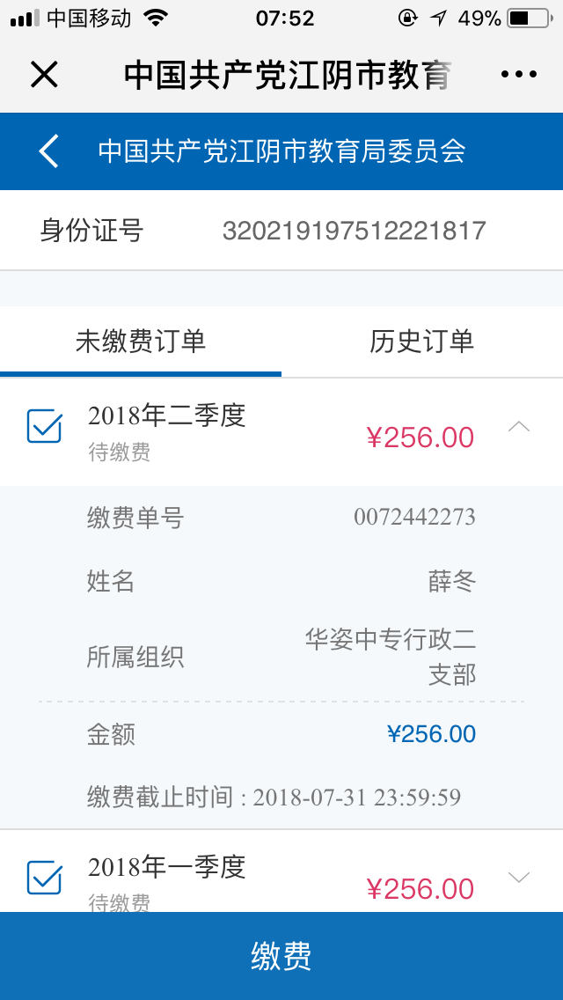 中国移动 07:52 49%
中国共产党江阴市教育
中国共产党江阴市教育局委员会
身份证号 320219197512221817
未缴费订单 历史订单
2018年二季度 ¥256.00
待缴费
缴费单号 0072442273
姓名 薛冬
所属组织 华姿中专行政二
支部
金额 ¥256.00
缴费截止时间 : 2018-07-31 23:59:59
2018年一季度 ¥256.00
待缴费
缴费